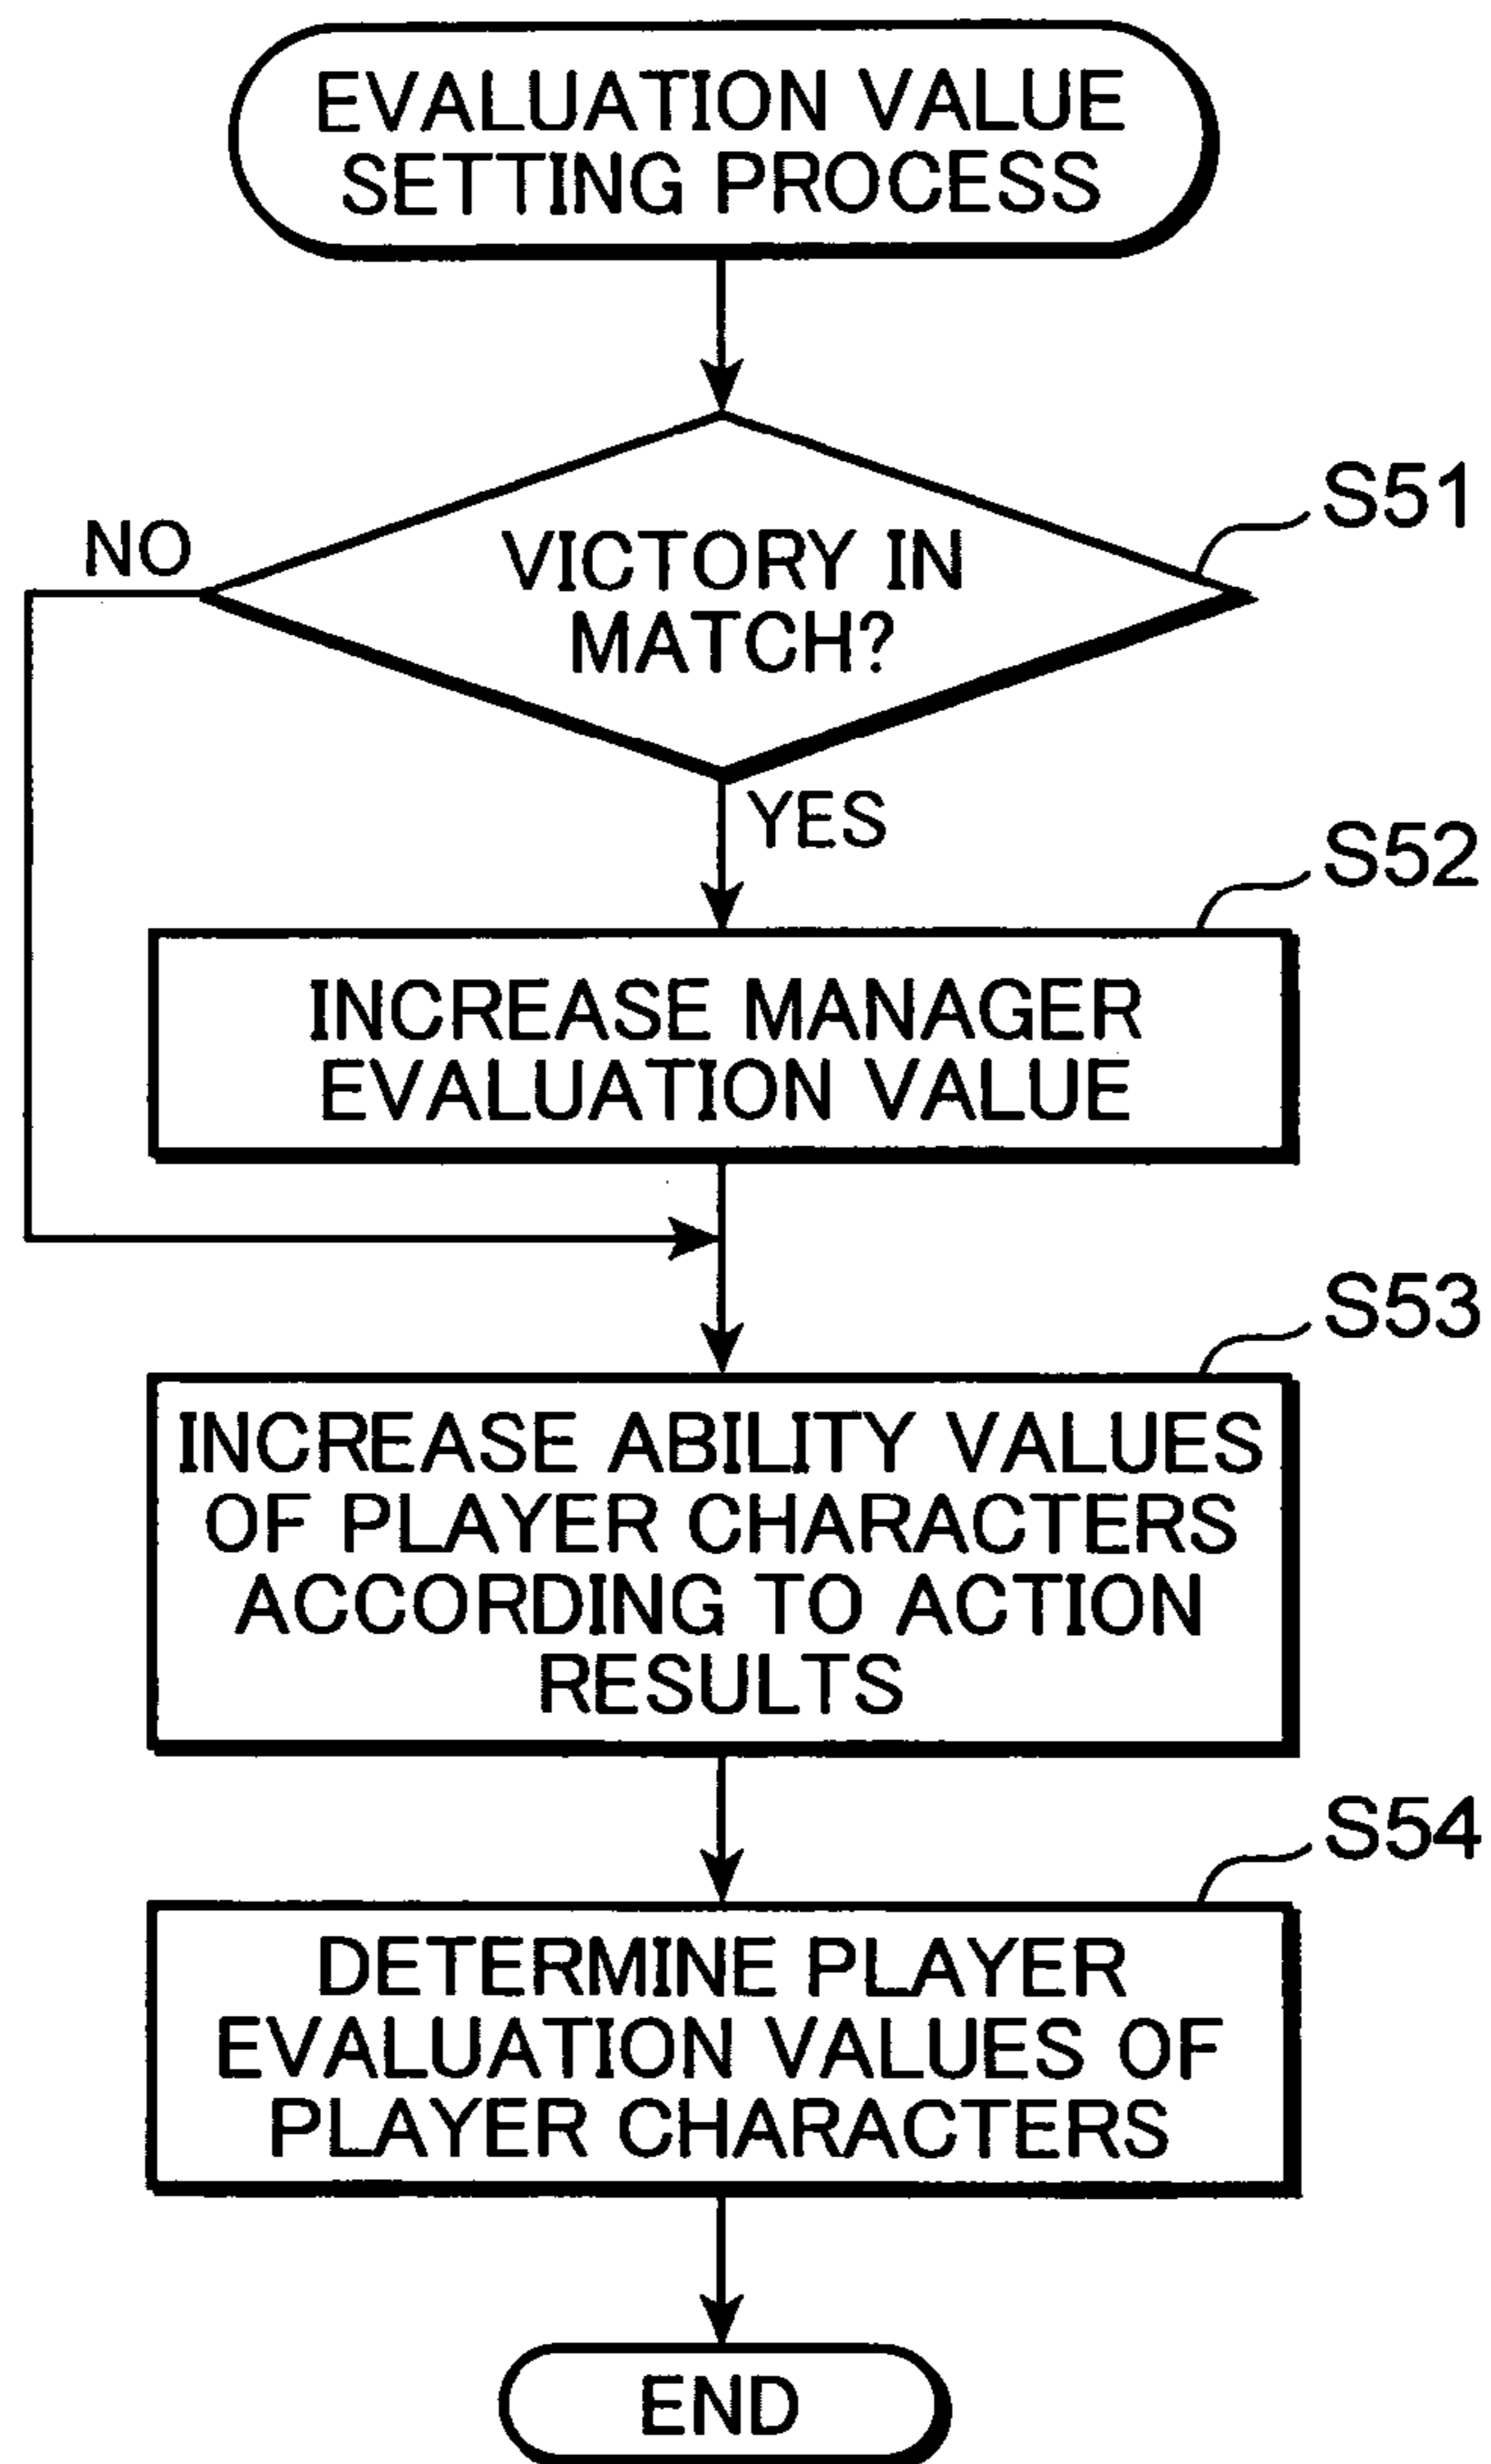 EVALUATION VALUE
SETTING PROCESS
S51
NO
VICTORY IN
MATCH?
YES
S52
INCREASE MANAGER
EVALUATION VALUE
S53
INCREASE ABILITY VALUES
OF PLAYER CHARACTERS
ACCORDING TO ACTION
RESULTS
S54
DETERMINE PLAYER
EVALUATION VALUES OF
PLAYER CHARACTERS
END